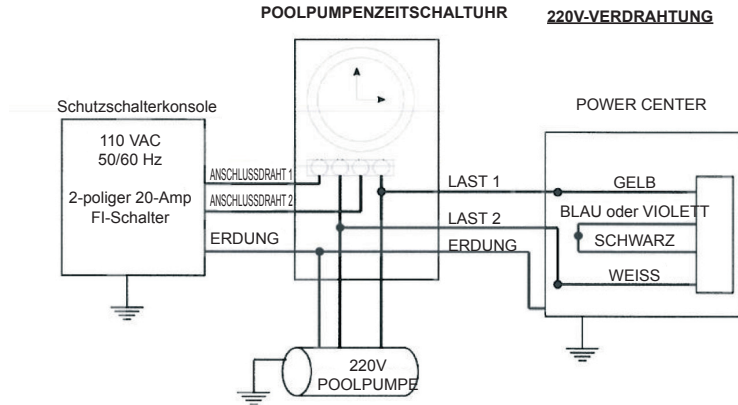 POOLPUMPENZEITSCHALTUHR
220V-VERDRAHTUNG
Schutzschalterkonsole
110 VAC
50/60 Hz
2-poliger 20-Amp
FI-Schalter
ANSCHLUSSDRAHT 1
ANSCHLUSSDRAHT 2
ERDUNG
LAST 1
LAST 2
ERDUNG
POWER CENTER
GELB
BLAU oder VIOLETT
SCHWARZ
WEISS
220V
POOLPUMPE